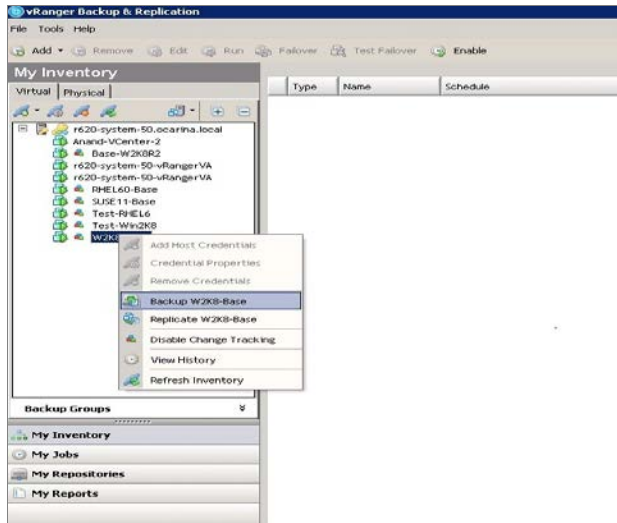 vRanger Backup & Replication
File Tools Help
Add Remove Edit Run Failover Test Failover Enable
My Inventory
Virtual Physical
Type Name Schedule
r620-system-50.ocarina.local
Anand-VCenter-2
Base-W2K8R2
r620-system-50-vRangerVA
r620-system-50-vRangerVA
RHEL60-Base
SUSE11-Base
Test-RHEL6
Test-Win2K8
Add Host Credentials
Credential Properties
Remove Credentials
Backup W2K8-Base
Replicate W2K8-Base
Disable Change Tracking
View History
Refresh Inventory
Backup Groups
My Inventory
My Jobs
My Repositories
My Reports